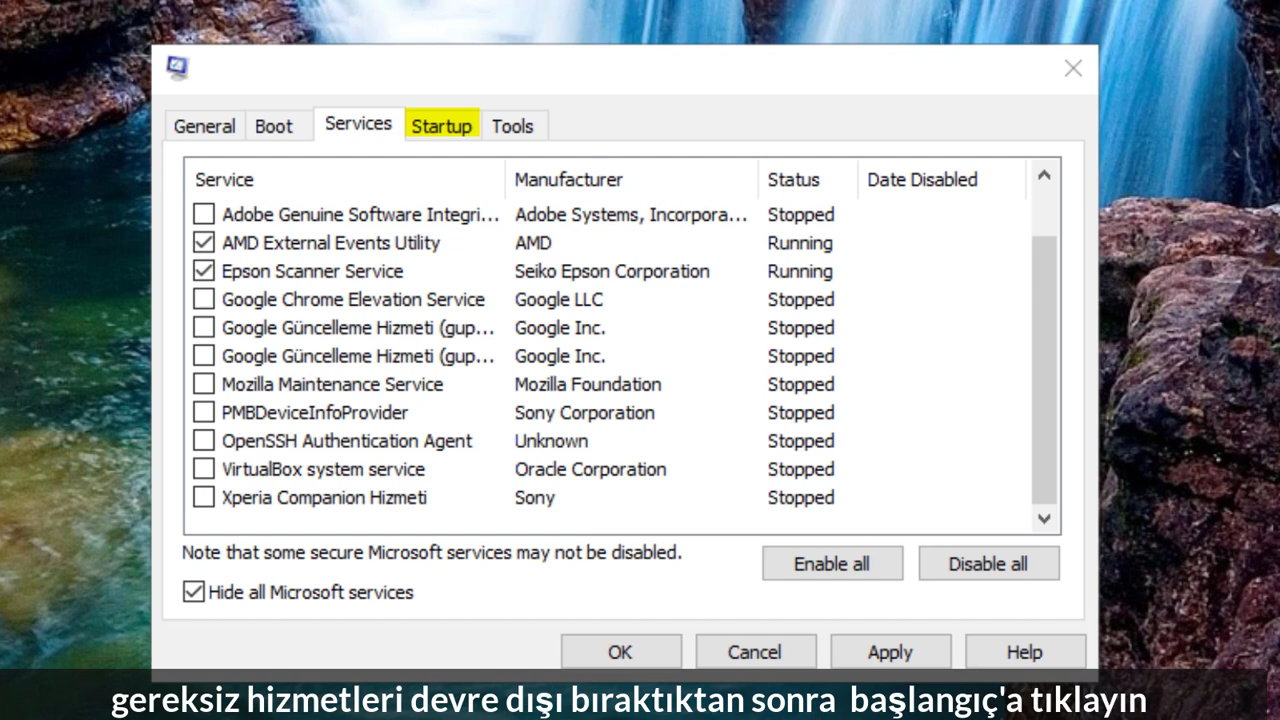 General Boot Services Startup Tools
Service Manufacturer Status Date Disabled
Adobe Genuine Software Integri... Adobe Systems, Incorpora... Stopped
AMD External Events Utility AMD Running
Epson Scanner Service Seiko Epson Corporation Running
Google Chrome Elevation Service Google LLC Stopped
Google Güncelleme Hizmeti (gup... Google Inc. Stopped
Google Güncelleme Hizmeti (gup... Google Inc. Stopped
Mozilla Maintenance Service Mozilla Foundation Stopped
PMBDeviceInfoProvider Sony Corporation Stopped
OpenSSH Authentication Agent Unknown Stopped
VirtualBox system service Oracle Corporation Stopped
Xperia Companion Hizmeti Sony Stopped
Note that some secure Microsoft services may not be disabled.
Enable all Disable all
Hide all Microsoft services
OK Cancel Apply Help
gereksiz hizmetleri devre dışı bıraktıktan sonra başlangıç'a tıklayın